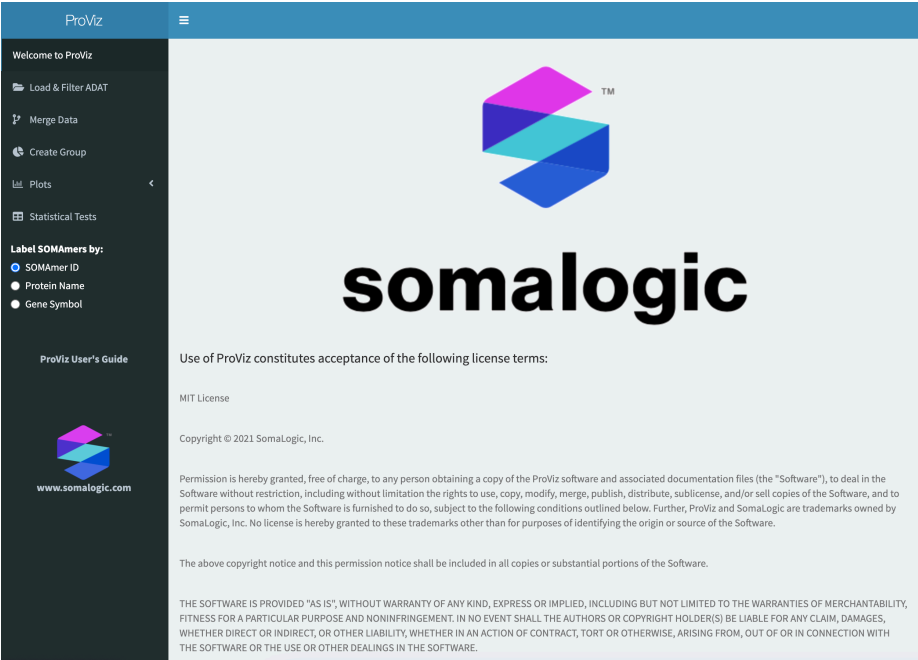 ProViz
Welcome to ProViz
Load & Filter ADAT
Merge Data
Create Group
Plots
Statistical Tests
Label SOMAmers by:
SOMAmer ID
Protein Name
Gene Symbol
ProViz User's Guide
TM
www.somalogic.com
TM
somalogic
Use of ProViz constitutes acceptance of the following license terms:
MIT License
Copyright © 2021 SomaLogic, Inc.
Permission is hereby granted, free of charge, to any person obtaining a copy of the ProViz software and associated documentation files (the "Software"), to deal in the
Software without restriction, including without limitation the rights to use, copy, modify, merge, publish, distribute, sublicense, and/or sell copies of the Software, and to
permit persons to whom the Software is furnished to do so, subject to the following conditions outlined below. Further, ProViz and SomaLogic are trademarks owned by
SomaLogic, Inc. No license is hereby granted to these trademarks other than for purposes of identifying the origin or source of the Software.
The above copyright notice and this permission notice shall be included in all copies or substantial portions of the Software.
THE SOFTWARE IS PROVIDED "AS IS", WITHOUT WARRANTY OF ANY KIND, EXPRESS OR IMPLIED, INCLUDING BUT NOT LIMITED TO THE WARRANTIES OF MERCHANTABILITY,
FITNESS FOR A PARTICULAR PURPOSE AND NONINFRINGEMENT. IN NO EVENT SHALL THE AUTHORS OR COPYRIGHT HOLDER(S) BE LIABLE FOR ANY CLAIM, DAMAGES,
WHETHER DIRECT OR INDIRECT, OR OTHER LIABILITY, WHETHER IN AN ACTION OF CONTRACT, TORT OR OTHERWISE, ARISING FROM, OUT OF OR IN CONNECTION WITH
THE SOFTWARE OR THE USE OR OTHER DEALINGS IN THE SOFTWARE.